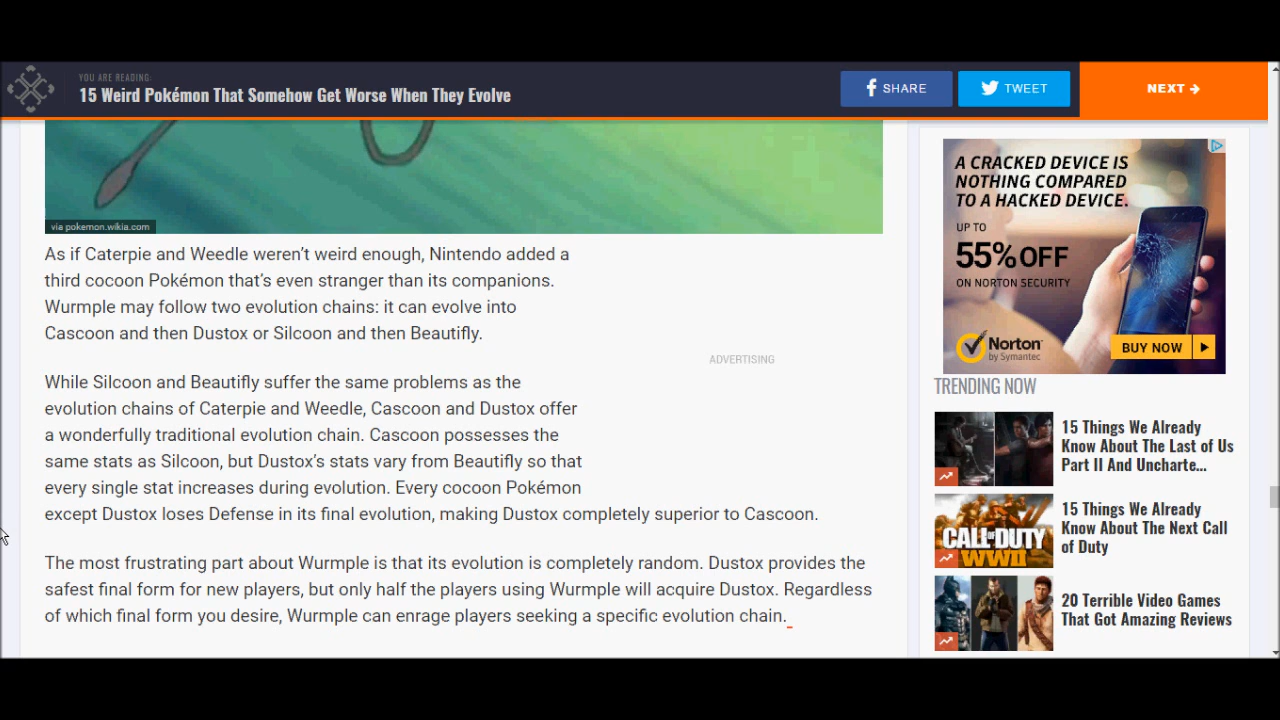 YOU ARE READING:
15 Weird Pokémon That Somehow Get Worse When They Evolve
SHARE
TWEET
NEXT
via pokemon.wikia.com
As if Caterpie and Weedle weren't weird enough, Nintendo added a
third cocoon Pokémon that's even stranger than its companions.
Wurmple may follow two evolution chains: it can evolve into
Cascoon and then Dustox or Silcoon and then Beautifly.
ADVERTISING
While Silcoon and Beautifly suffer the same problems as the
evolution chains of Caterpie and Weedle, Cascoon and Dustox offer
a wonderfully traditional evolution chain. Cascoon possesses the
same stats as Silcoon, but Dustox's stats vary from Beautifly so that
every single stat increases during evolution. Every cocoon Pokémon
except Dustox loses Defense in its final evolution, making Dustox completely superior to Cascoon.
The most frustrating part about Wurmple is that its evolution is completely random. Dustox provides the
safest final form for new players, but only half the players using Wurmple will acquire Dustox. Regardless
of which final form you desire, Wurmple can enrage players seeking a specific evolution chain.
A CRACKED DEVICE IS
NOTHING COMPARED
TO A HACKED DEVICE.
UP TO
55% OFF
ON NORTON SECURITY
Norton
by Symantec
BUY NOW
TRENDING NOW
15 Things We Already
Know About The Last of Us
Part II And Uncharte...
CALL OF DUTY
WWII
15 Things We Already
Know About The Next Call
of Duty
20 Terrible Video Games
That Got Amazing Reviews